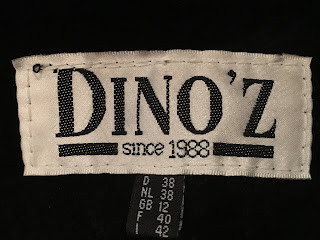 DINO'Z
since 1988
D 38
NL 38
GB 12
F 40
I 42